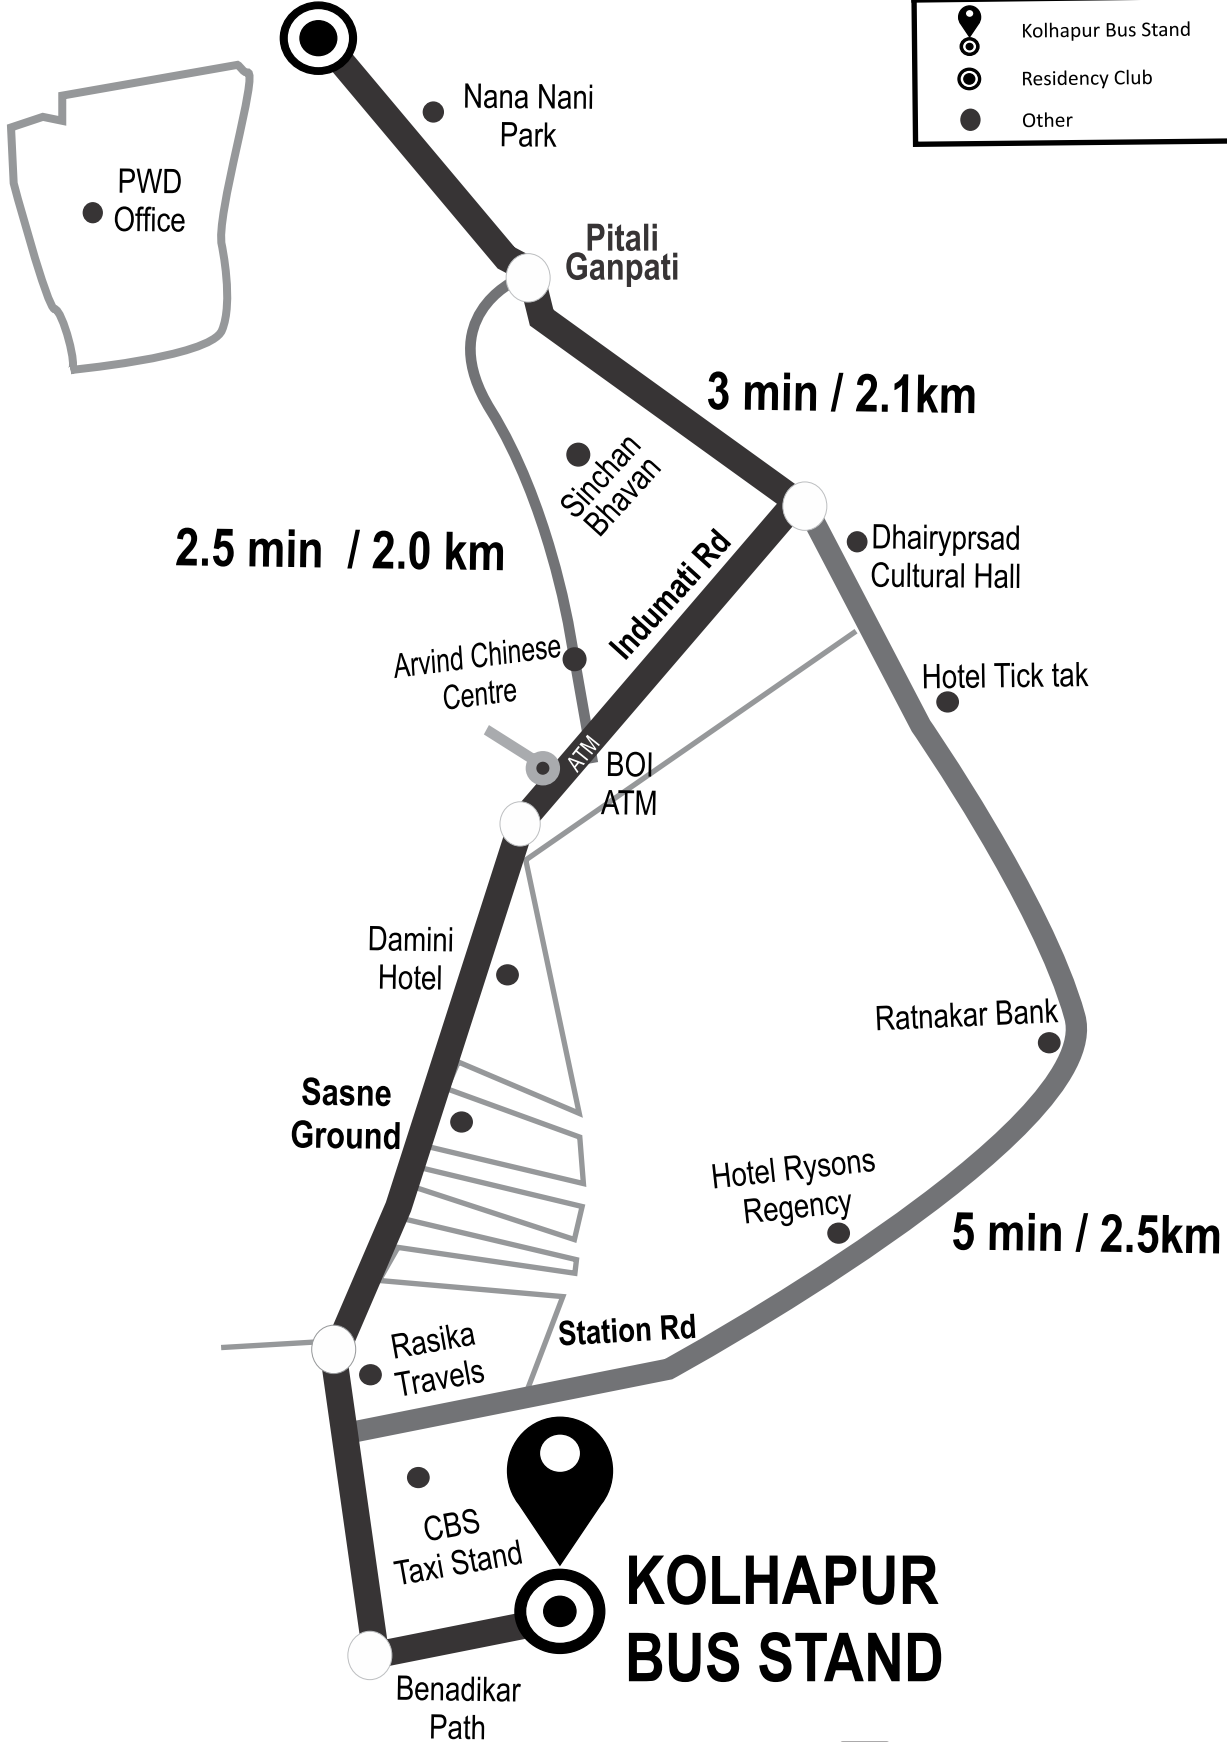 Kolhapur Bus Stand
Residency Club
Other
Nana Nani
Park
PWD
Office
Pitali
Ganpati
3 min / 2.1km
Sinchan
Bhavan
2.5 min / 2.0 km
Indumati Rd
Dhairyprsad
Cultural Hall
Arvind Chinese
Centre
Hotel Tick tak
ATM
BOI
ATM
Damini
Hotel
Ratnakar Bank
Sasne
Ground
Hotel Rysons
Regency
5 min / 2.5km
Station Rd
Rasika
Travels
CBS
Taxi Stand
KOLHAPUR
BUS STAND
Benadikar
Path